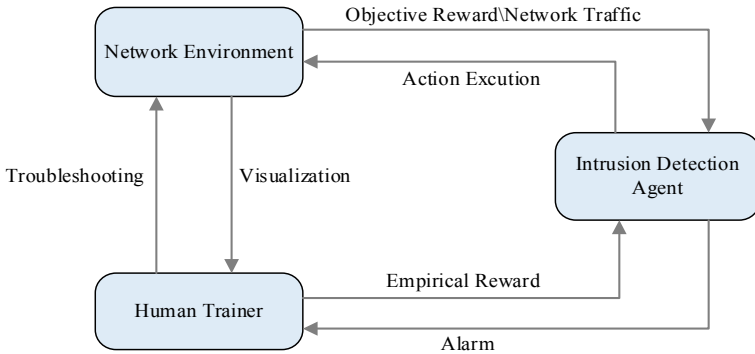 Objective Reward\Network Traffic
Network Environment
Action Excution
Troubleshooting
Visualization
Intrusion Detection
Agent
Empirical Reward
Human Trainer
Alarm